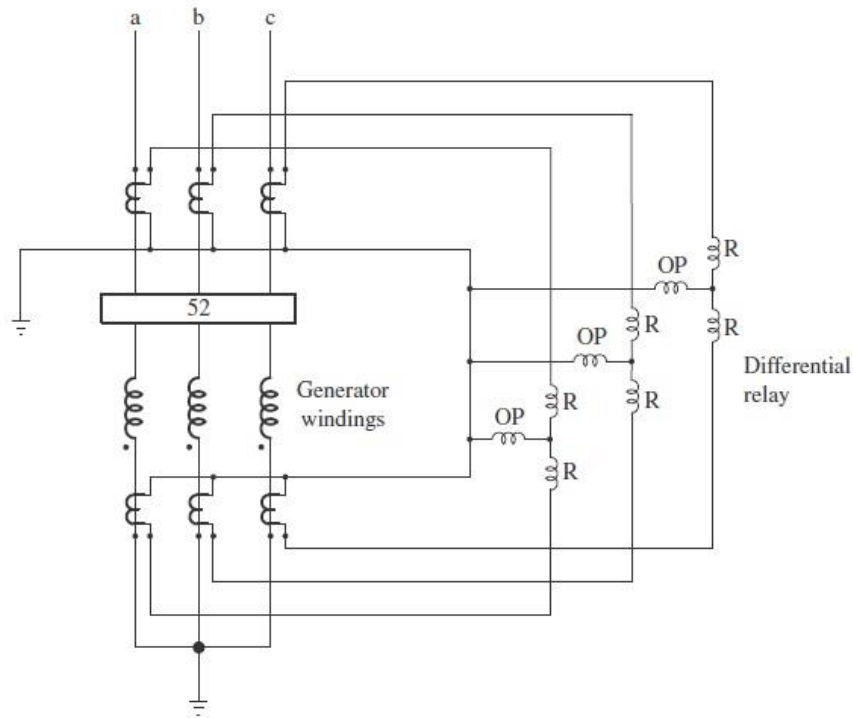 a b c
R
OP
R
52
R
OP
Differential
relay
Generator
windings
R
R
OP
R